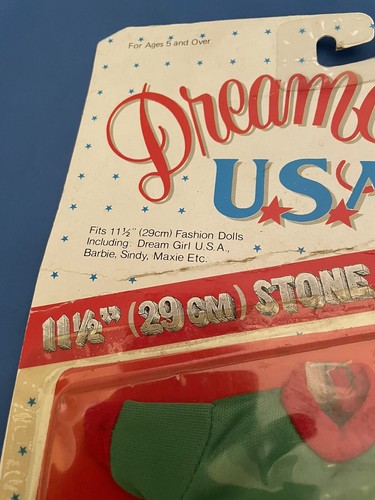 For Ages 5 and Over
Dream
U.S.A
Fits 11½" (29cm) Fashion Dolls
Including: Dream Girl U.S.A.,
Barbie, Sindy, Maxie Etc.
11½" (29 CM) STONE